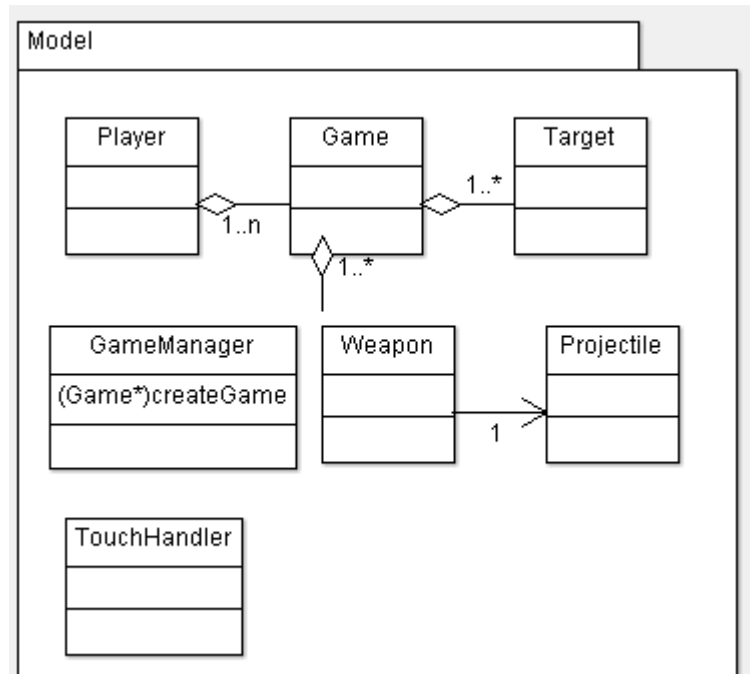 Model
Player
Game
Target
1..n
1..*
1..*
GameManager
(Game*)createGame
Weapon
Projectile
1
TouchHandler